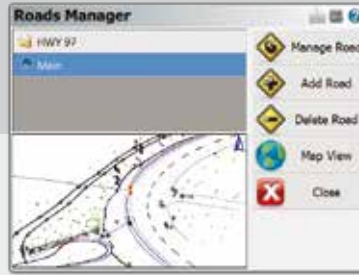 Roads Manager
HWY 97
Main
Manage Road
Add Road
Delete Road
Map View
Close